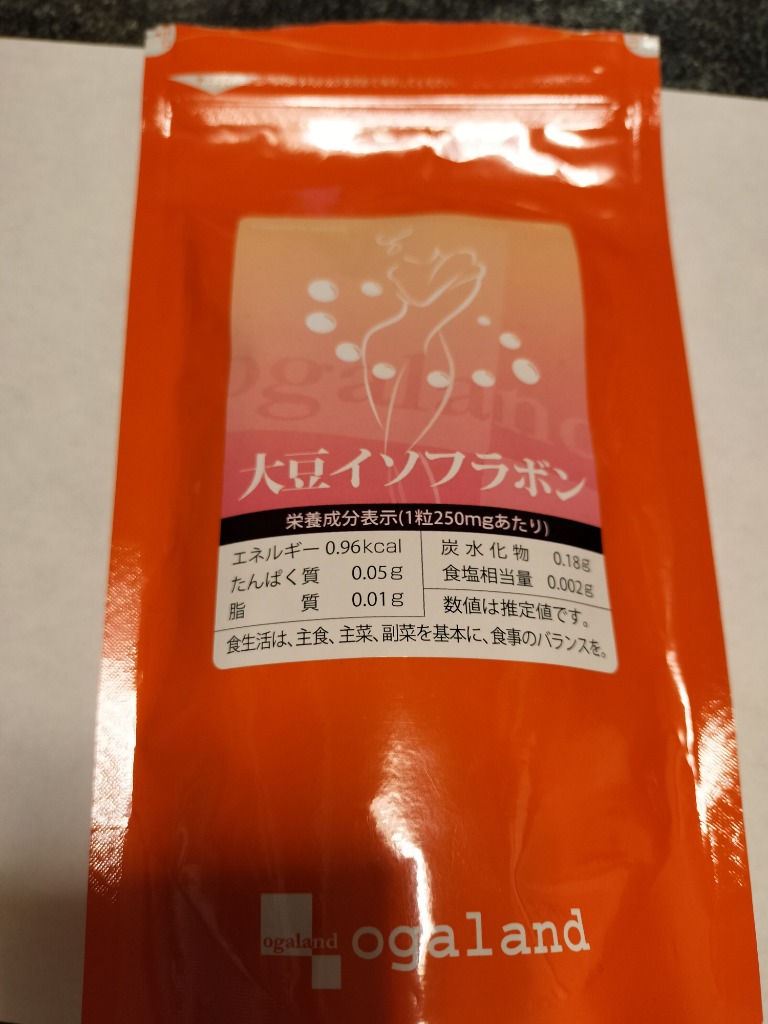 ogaland
大豆イソフラボン
栄養成分表示(1粒250mgあたり)
エネルギー 0.96kcal
たんぱく質 0.05g
脂質 0.01g
炭水化物 0.18g
食塩相当量 0.002g
数値は推定値です。
食生活は、主食、主菜、副菜を基本に、食事のバランスを。
ogaland ogaland